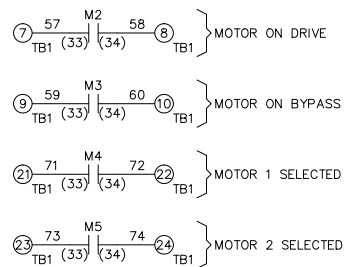 M2
7 57 58 8 MOTOR ON DRIVE
TB1 (33) (34) TB1
M3
9 59 60 10 MOTOR ON BYPASS
TB1 (33) (34) TB1
M4
21 71 72 22 MOTOR 1 SELECTED
TB1 (33) (34) TB1
M5
23 73 74 24 MOTOR 2 SELECTED
TB1 (33) (34) TB1